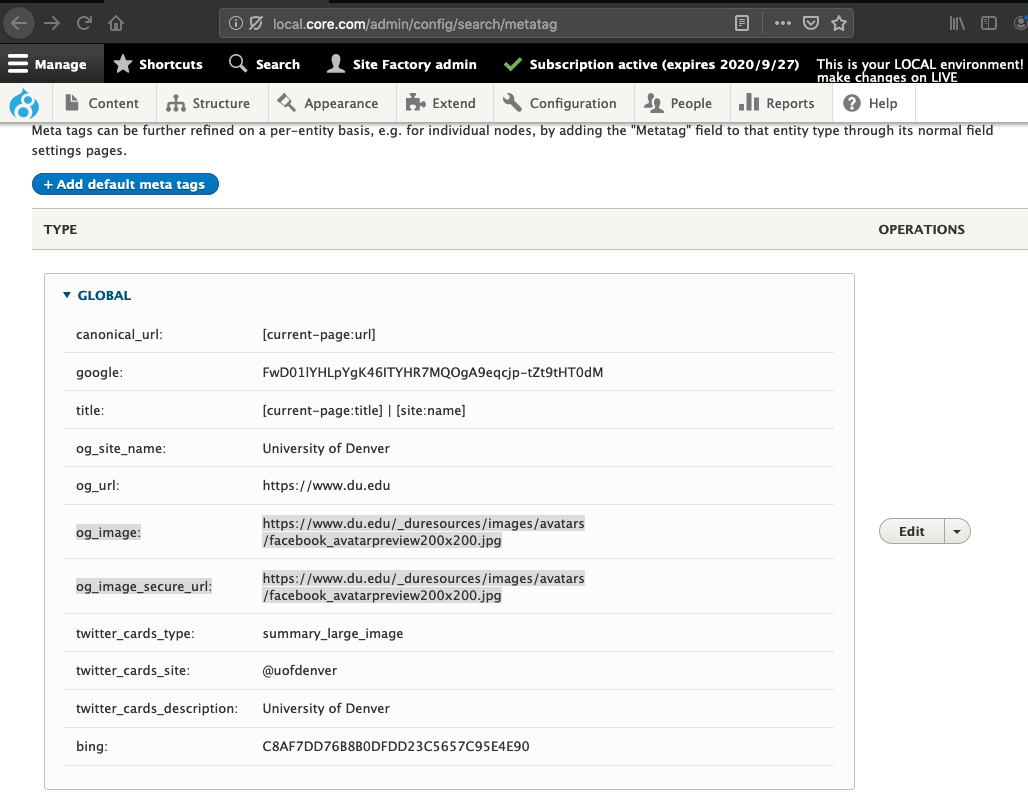 local.core.com/admin/config/search/metatag
Manage Shortcuts Search Site Factory admin Subscription active (expires 2020/9/27) This is your LOCAL environment!
make changes on LIVE
Content Structure Appearance Extend Configuration People Reports Help
Meta tags can be further refined on a per-entity basis, e.g. for individual nodes, by adding the "Metatag" field to that entity type through its normal field
settings pages.
+ Add default meta tags
TYPE OPERATIONS
GLOBAL
canonical_url: [current-page:url]
google: FwD01lYHLpYgK46ITYHR7MQOgA9eqcjp-tZt9tHT0dM
title: [current-page:title] | [site:name]
og_site_name: University of Denver
og_url: https://www.du.edu
og_image: https://www.du.edu/_duresources/images/avatars
/facebook_avatarpreview200x200.jpg
Edit
og_image_secure_url: https://www.du.edu/_duresources/images/avatars
/facebook_avatarpreview200x200.jpg
twitter_cards_type: summary_large_image
twitter_cards_site: @uofdenver
twitter_cards_description: University of Denver
bing: C8AF7DD76B8B0DFDD23C5657C95E4E90